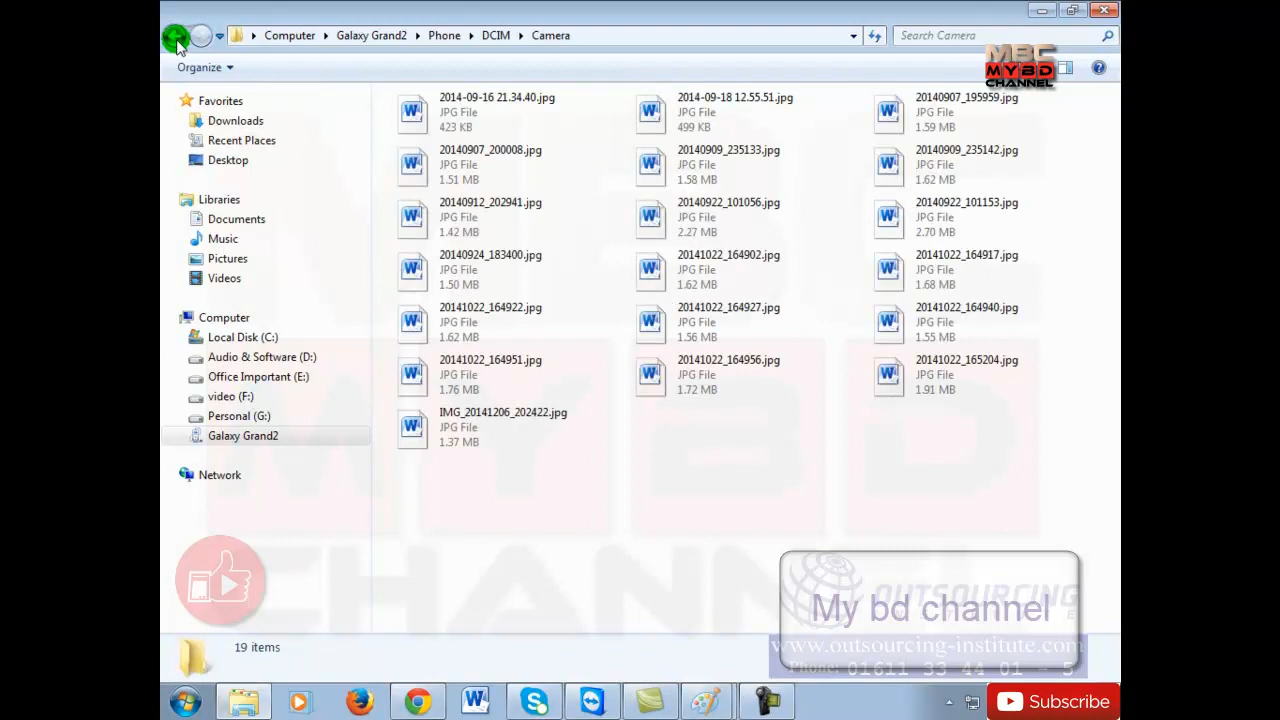 Computer Galaxy Grand2 Phone DCIM Camera
Search Camera
MBC
MYBD
CHANNEL
Organize
Favorites
Downloads
Recent Places
Desktop
Libraries
Documents
Music
Pictures
Videos
Computer
Local Disk (C:)
Audio & Software (D:)
Office Important (E:)
video (F:)
Personal (G:)
Galaxy Grand2
Network
2014-09-16 21.34.40.jpg
JPG File
423 KB
2014-09-18 12.55.51.jpg
JPG File
499 KB
20140907_195959.jpg
JPG File
1.59 MB
20140907_200008.jpg
JPG File
1.51 MB
20140909_235133.jpg
JPG File
1.58 MB
20140909_235142.jpg
JPG File
1.62 MB
20140912_202941.jpg
JPG File
1.42 MB
20140922_101056.jpg
JPG File
2.27 MB
20140922_101153.jpg
JPG File
2.70 MB
20140924_183400.jpg
JPG File
1.50 MB
20141022_164902.jpg
JPG File
1.62 MB
20141022_164917.jpg
JPG File
1.68 MB
20141022_164922.jpg
JPG File
1.62 MB
20141022_164927.jpg
JPG File
1.56 MB
20141022_164940.jpg
JPG File
1.55 MB
20141022_164951.jpg
JPG File
1.76 MB
20141022_164956.jpg
JPG File
1.72 MB
20141022_165204.jpg
JPG File
1.91 MB
IMG_20141206_202422.jpg
JPG File
1.37 MB
MYBD
CHANNEL
OUTSOURCING
My bd channel
www.outsourcing-institute.com
Phone: 01611 33 44 01 - 5
19 items
Subscribe